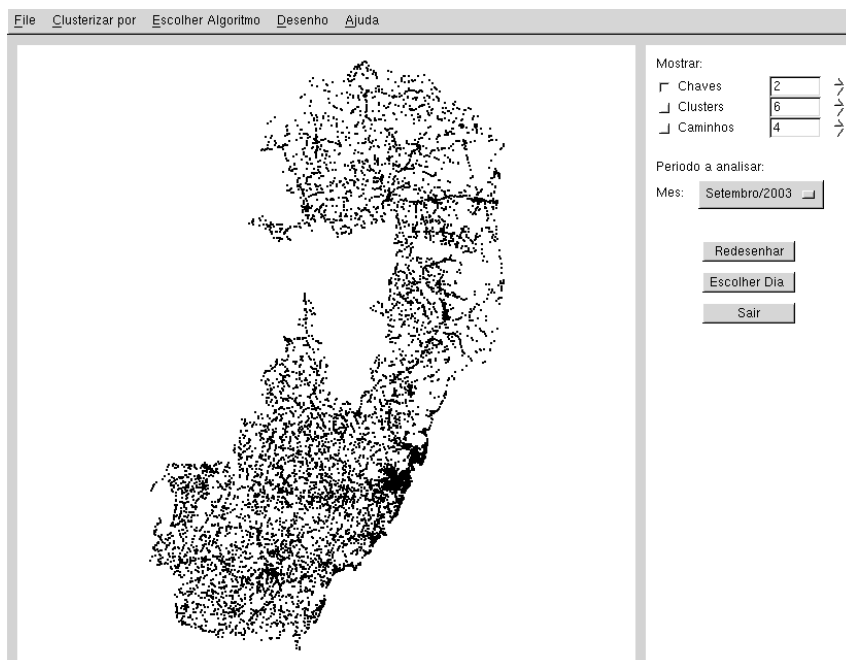 File Clusterizar por Escolher Algoritmo Desenho Ajuda
Mostrar:
Chaves 2
Clusters 6
Caminhos 4
Periodo a analisar:
Mes: Setembro/2003
Redesenhar
Escolher Dia
Sair